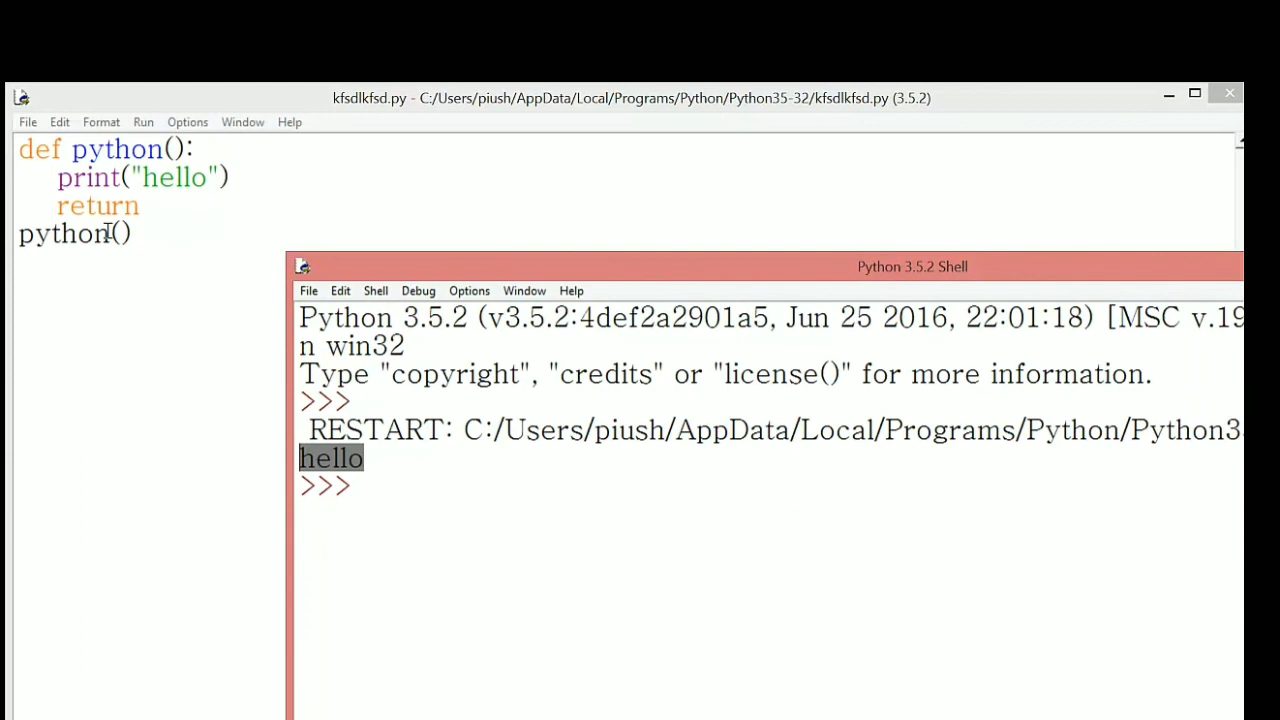 kfsdlkfsd.py - C:/Users/piush/AppData/Local/Programs/Python/Python35-32/kfsdlkfsd.py (3.5.2)
File Edit Format Run Options Window Help
def python():
    print("hello")
    return
python()
Python 3.5.2 Shell
File Edit Shell Debug Options Window Help
Python 3.5.2 (v3.5.2:4def2a2901a5, Jun 25 2016, 22:01:18) [MSC v.19
n win32
Type "copyright", "credits" or "license()" for more information.
>>>
RESTART: C:/Users/piush/AppData/Local/Programs/Python/Python3
hello
>>>